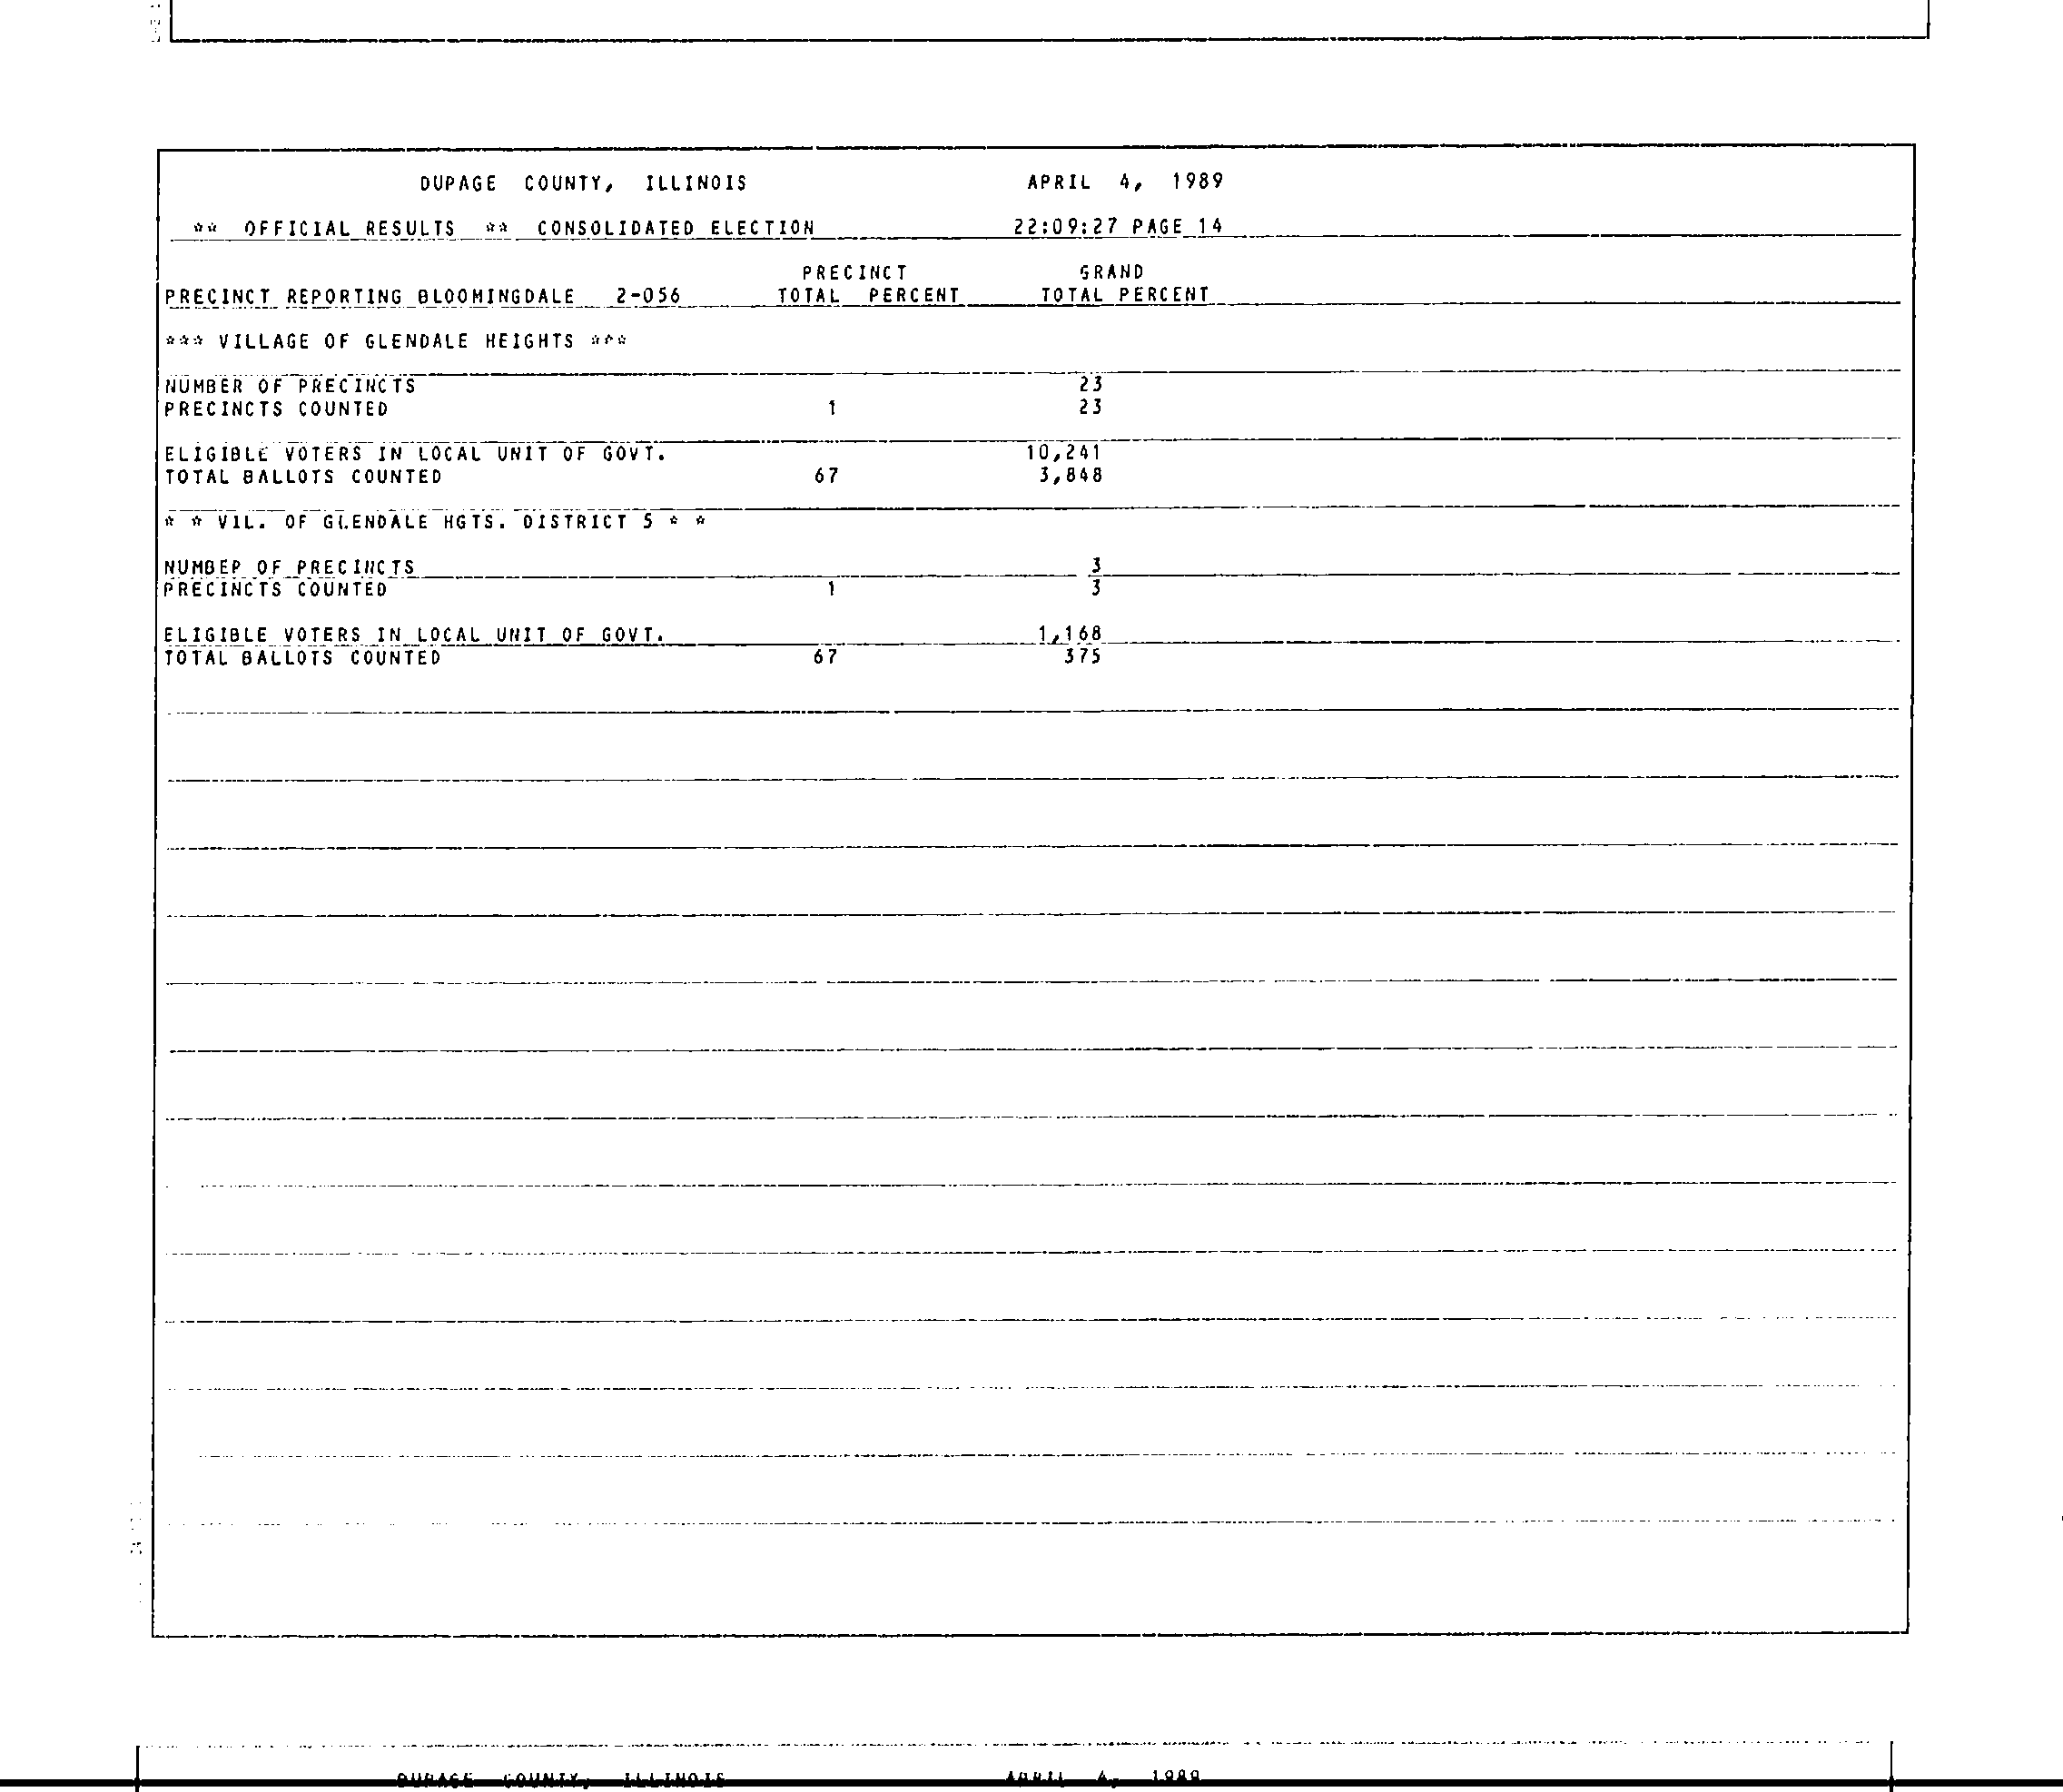 DUPAGE COUNTY, ILLINOIS APRIL 4, 1989
** OFFICIAL RESULTS ** CONSOLIDATED ELECTION 22:09:27 PAGE 14
PRECINCT GRAND
PRECINCT REPORTING BLOOMINGDALE 2-056 TOTAL PERCENT TOTAL PERCENT
*** VILLAGE OF GLENDALE HEIGHTS ***
NUMBER OF PRECINCTS 23
PRECINCTS COUNTED 1 23
ELIGIBLE VOTERS IN LOCAL UNIT OF GOVT. 10,241
TOTAL BALLOTS COUNTED 67 3,848
* * VIL. OF GLENDALE HGTS. DISTRICT 5 * *
NUMBER OF PRECINCTS 3
PRECINCTS COUNTED 1 3
ELIGIBLE VOTERS IN LOCAL UNIT OF GOVT. 1,168
TOTAL BALLOTS COUNTED 67 375
DUPAGE COUNTY, ILLINOIS APRIL 4, 1989